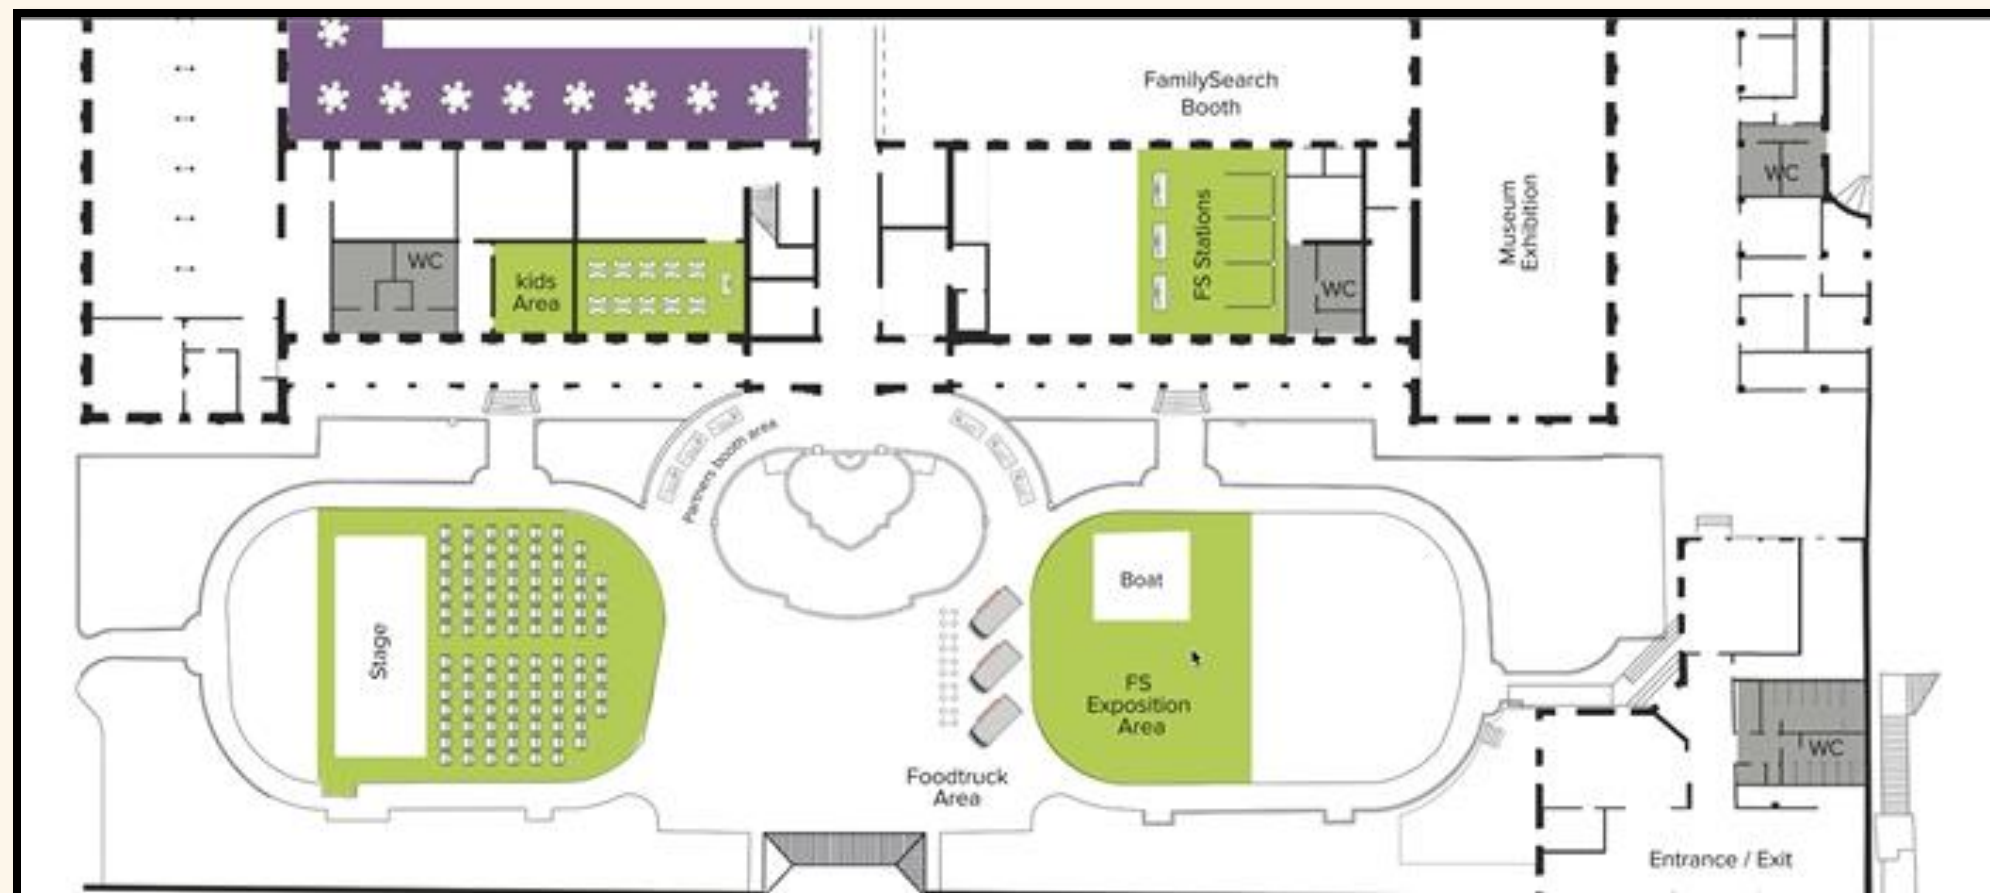 FamilySearch
Booth
WC
Museum
Exhibition
FS Stations
WC
kids
Area
WC
Partners booth area
Boat
Stage
FS
Exposition
Area
WC
Foodtruck
Area
Entrance / Exit